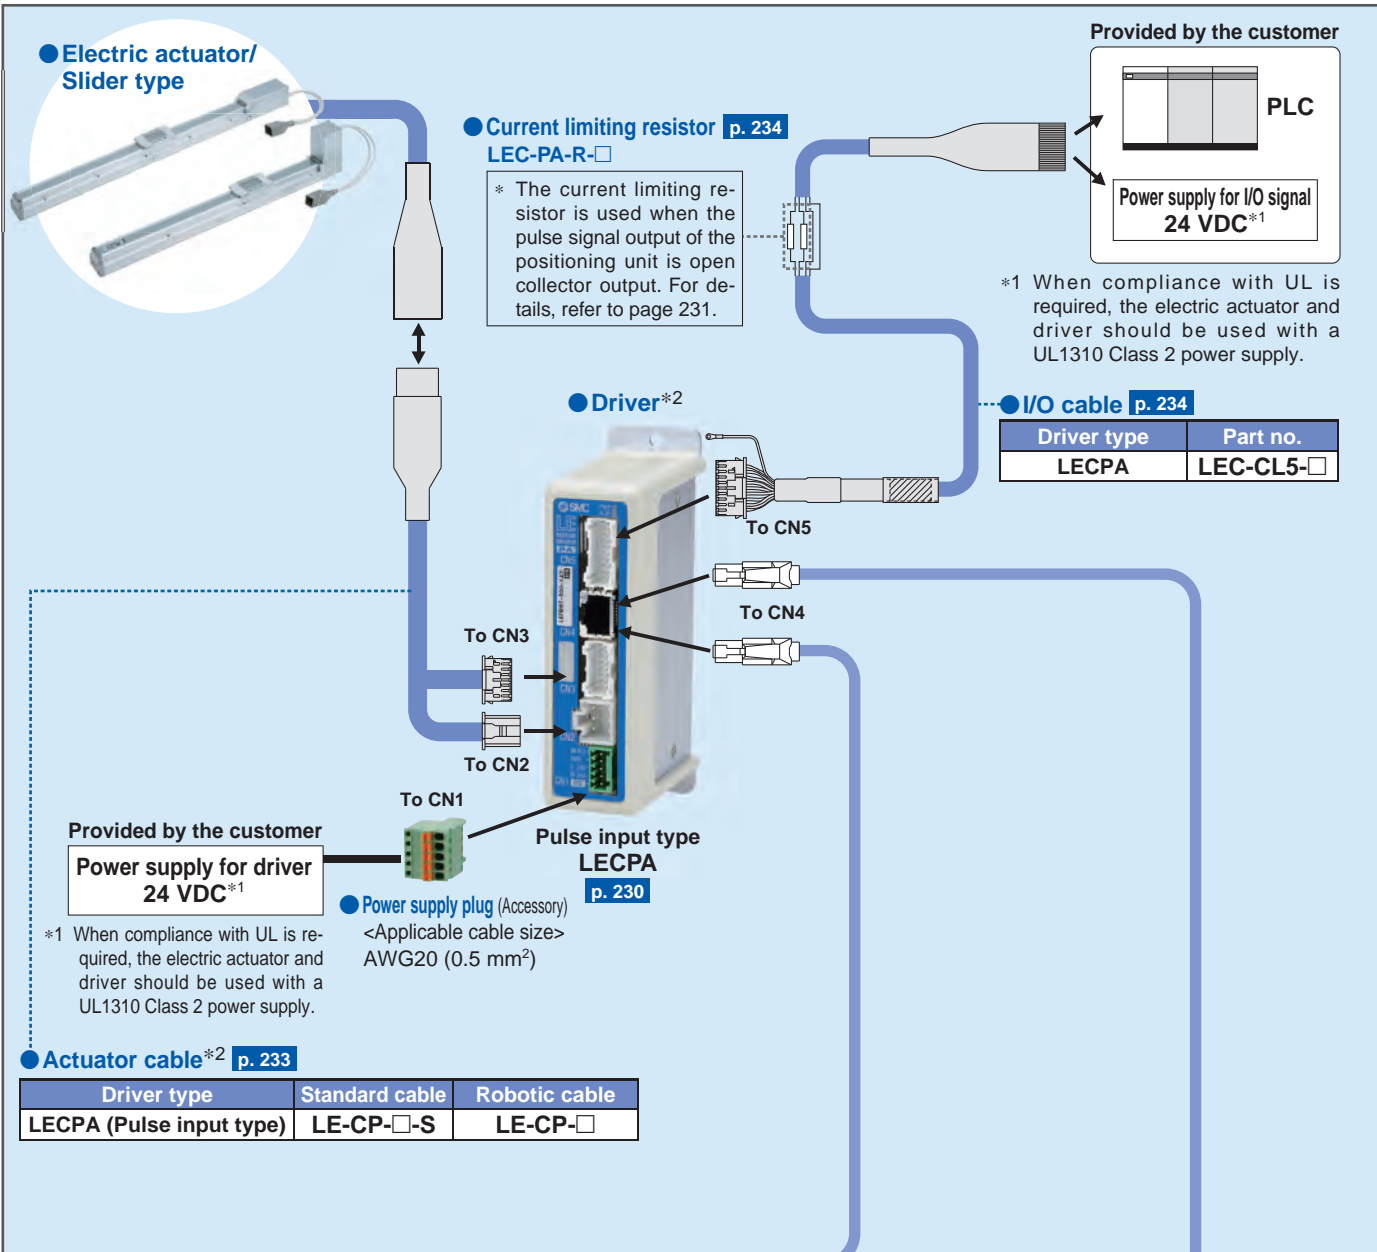 Electric actuator/
Slider type
Current limiting resistor p. 234
LEC-PA-R-□
* The current limiting re-
sistor is used when the
pulse signal output of the
positioning unit is open
collector output. For de-
tails, refer to page 231.
Provided by the customer
PLC
Power supply for I/O signal
24 VDC*1
*1 When compliance with UL is
required, the electric actuator and
driver should be used with a
UL1310 Class 2 power supply.
I/O cable p. 234
Driver type Part no.
LECPA LEC-CL5-□
Driver*2
To CN5
To CN4
To CN3
To CN2
To CN1
SMC
LE
PA
CN5
CN4
CN3
CN2
CN1
Pulse input type
LECPA
p. 230
Provided by the customer
Power supply for driver
24 VDC*1
*1 When compliance with UL is re-
quired, the electric actuator and
driver should be used with a
UL1310 Class 2 power supply.
Power supply plug (Accessory)
<Applicable cable size>
AWG20 (0.5 mm²)
Actuator cable*2 p. 233
Driver type Standard cable Robotic cable
LECPA (Pulse input type) LE-CP-□-S LE-CP-□